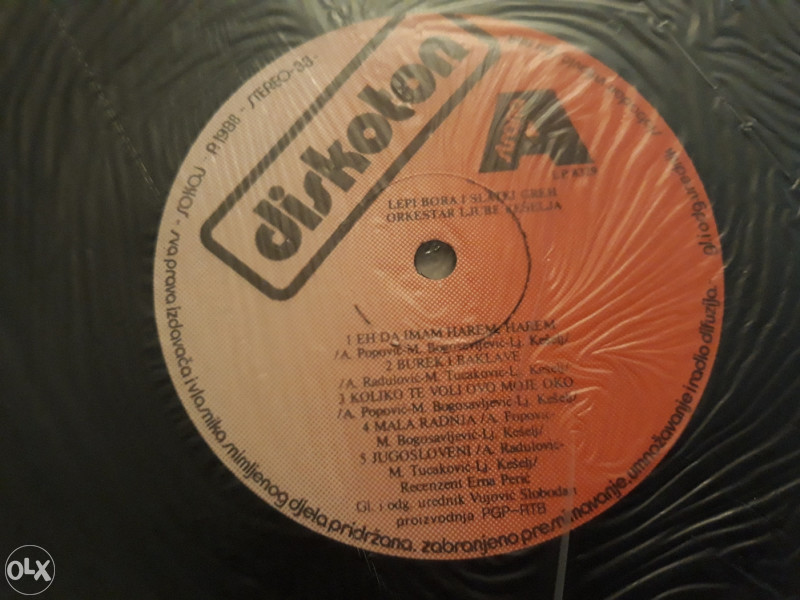 diskoton
A
LEPI BORA I SLATKI GREH
ORKESTAR LJUBE KEŠELJA
1 EH DA IMAM HAREM, HAREM
/A. Popović-M. Bogosavljević-Lj. Kešelj/
2 BUREK I BAKLAVE
/A. Radulović-M. Tucaković-L. Kešelj/
3 KOLIKO TE VOLI OVO MOJE OKO
/A. Popović-M. Bogosavljević-Lj. Kešelj/
4 MALA RADNJA /A. Popović-
M. Bogosavljević-Lj. Kešelj/
5 JUGOSLOVENI /A. Radulović-
M. Tucaković-Lj. Kešelj/
Recenzent Erna Perić
Gl. i odg. urednik Vujović Slobodan
proizvodnja PGP-RTB
sva prava izdavača i vlasnika snimljenog djela pridržana. zabranjeno presnimavanje, umnožavanje i radio difuzija.
SOKOJ - P.1988 - STEREO-33-
OLX